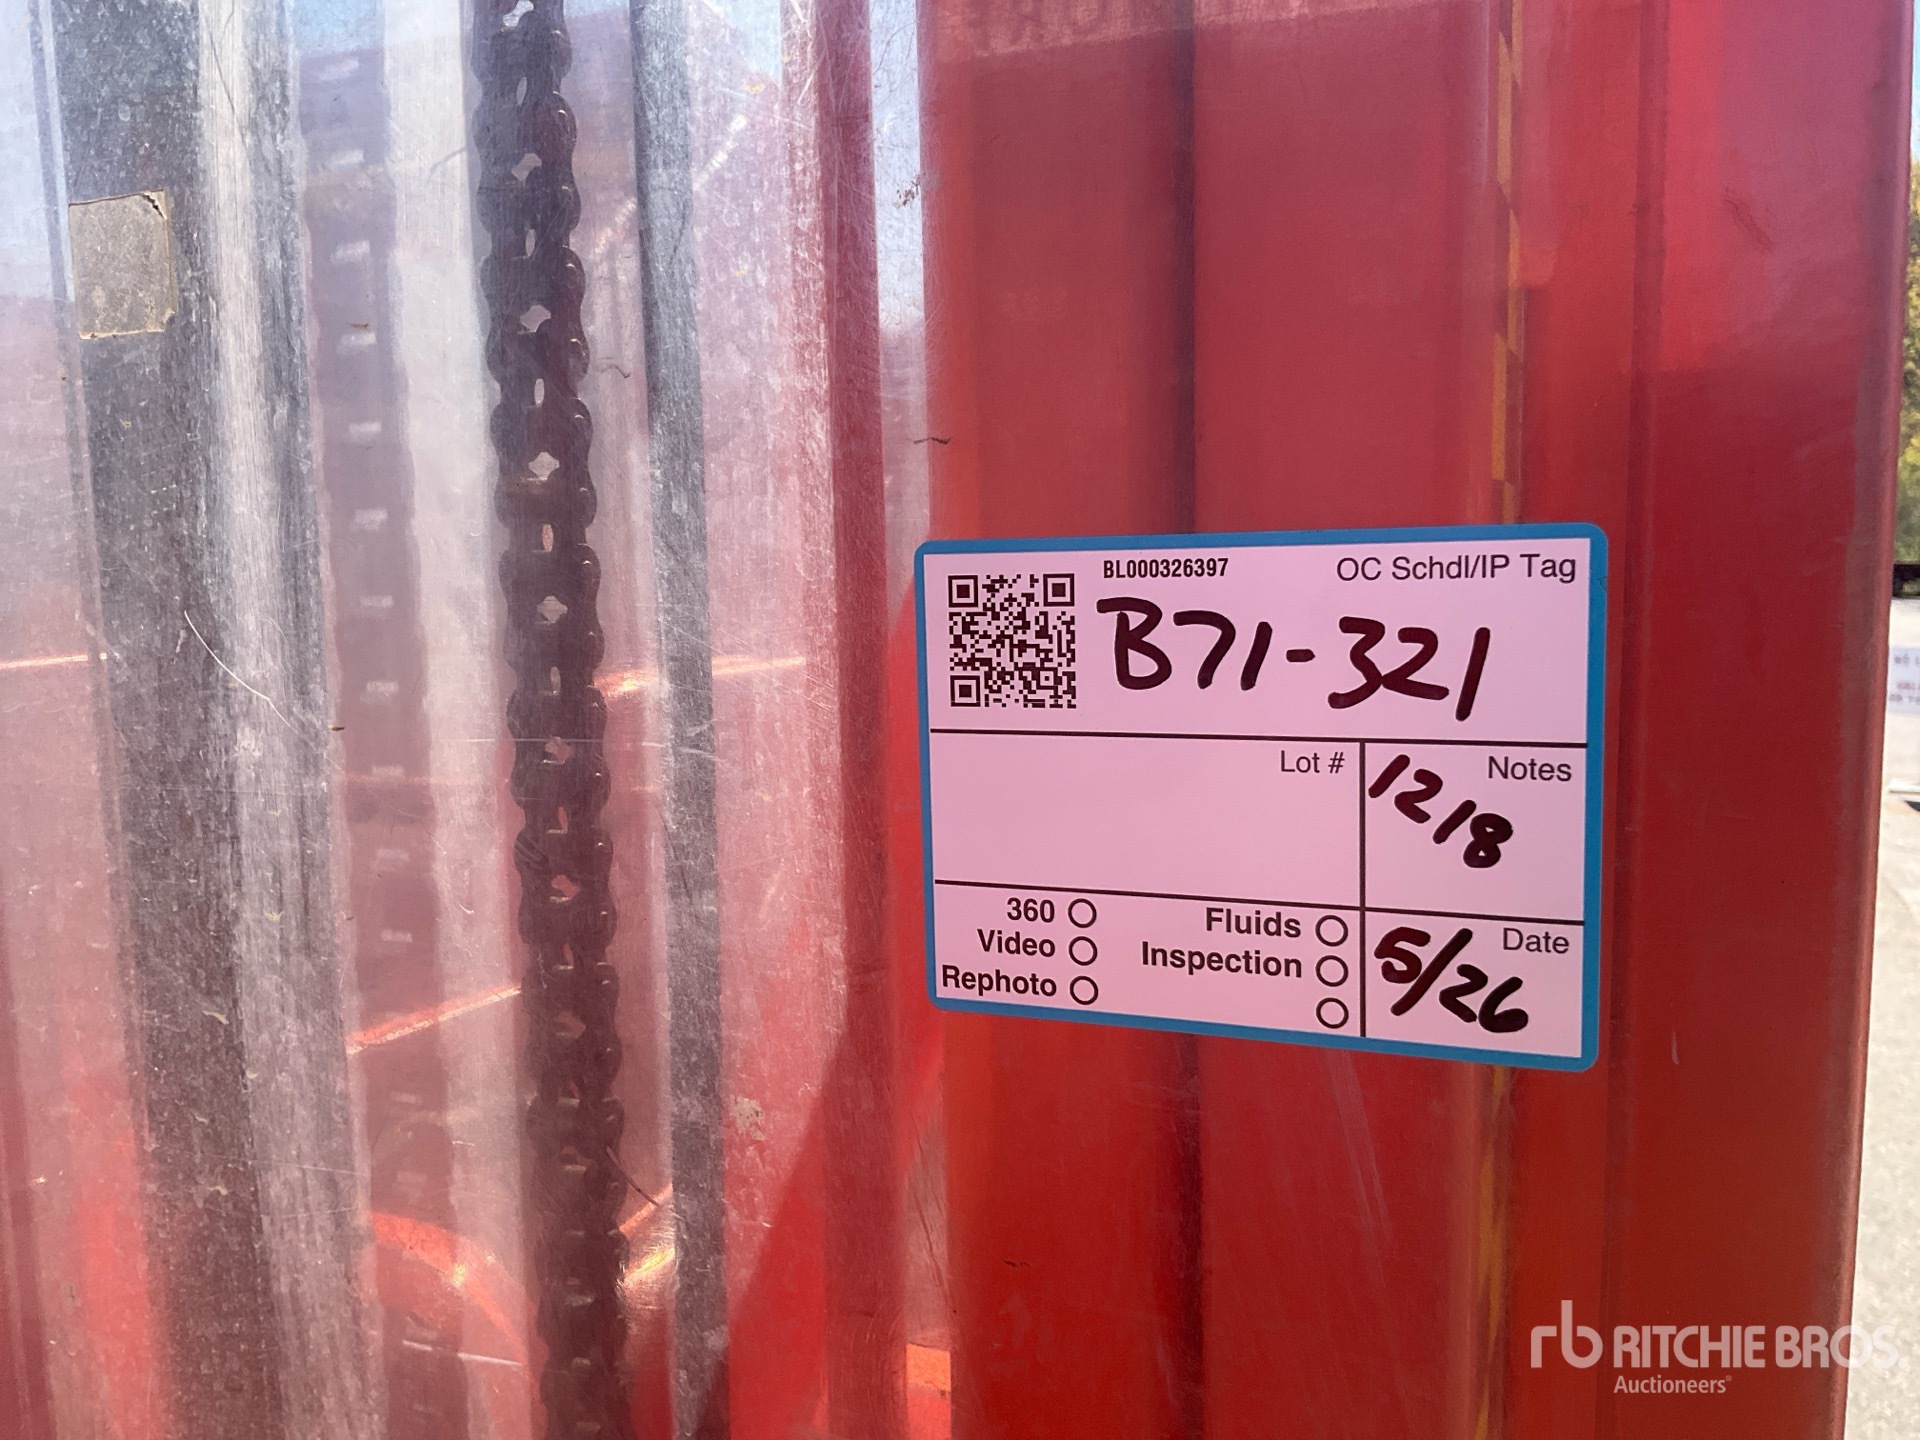 BL000326397
OC Schdl/IP Tag
B71-321
Lot #
Notes
12/8
360
Video
Rephoto
Fluids
Inspection
Date
5/26
rb RITCHIE BROS.
Auctioneers®